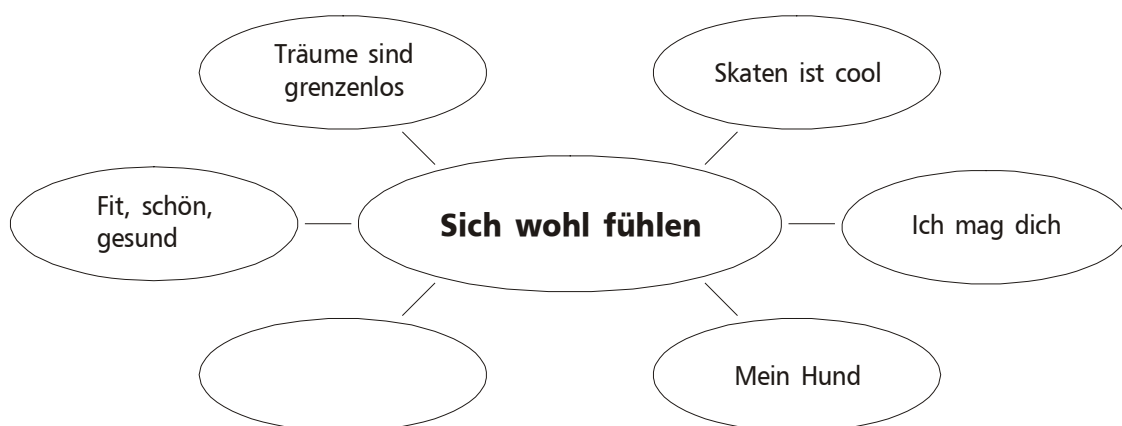 Träume sind
grenzenlos
Skaten ist cool
Fit, schön,
gesund
Sich wohl fühlen
Ich mag dich
Mein Hund